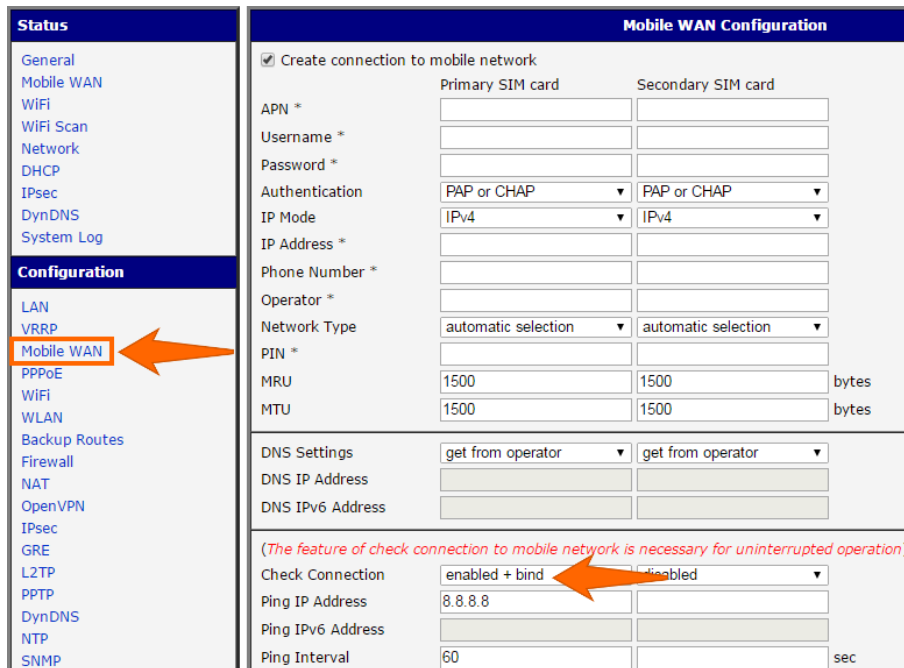 Status
General
Mobile WAN
WiFi
WiFi Scan
Network
DHCP
IPsec
DynDNS
System Log
Configuration
LAN
VRRP
Mobile WAN
PPPoE
WiFi
WLAN
Backup Routes
Firewall
NAT
OpenVPN
IPsec
GRE
L2TP
PPTP
DynDNS
NTP
SNMP
Mobile WAN Configuration
Create connection to mobile network
Primary SIM card Secondary SIM card
APN *
Username *
Password *
Authentication PAP or CHAP PAP or CHAP
IP Mode IPv4 IPv4
IP Address *
Phone Number *
Operator *
Network Type automatic selection automatic selection
PIN *
MRU 1500 1500 bytes
MTU 1500 1500 bytes
DNS Settings get from operator get from operator
DNS IP Address
DNS IPv6 Address
(The feature of check connection to mobile network is necessary for uninterrupted operation)
Check Connection enabled + bind disabled
Ping IP Address 8.8.8.8
Ping IPv6 Address
Ping Interval 60 sec